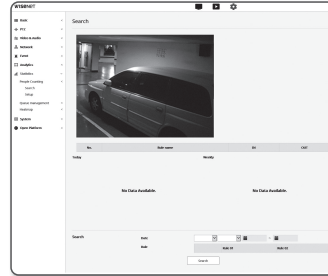 WISENET
Basic
PTZ
Video & Audio
Network
Event
Analytics
Statistics
People Counting
Search
Setup
Queue management
Heatmap
System
Open Platform
Search
No. Rule name IN OUT
Today Weekly
No Data Available. No Data Available.
Search
Date
Rule Rule 01 Rule 02
Search